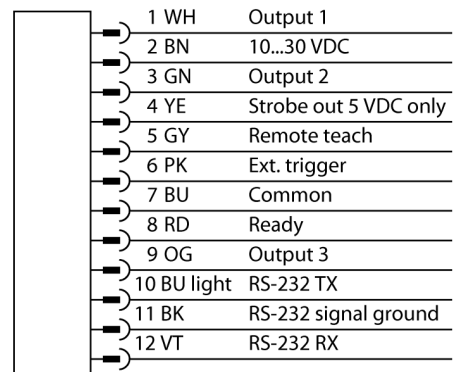 1 WH Output 1
2 BN 10...30 VDC
3 GN Output 2
4 YE Strobe out 5 VDC only
5 GY Remote teach
6 PK Ext. trigger
7 BU Common
8 RD Ready
9 OG Output 3
10 BU light RS-232 TX
11 BK RS-232 signal ground
12 VT RS-232 RX